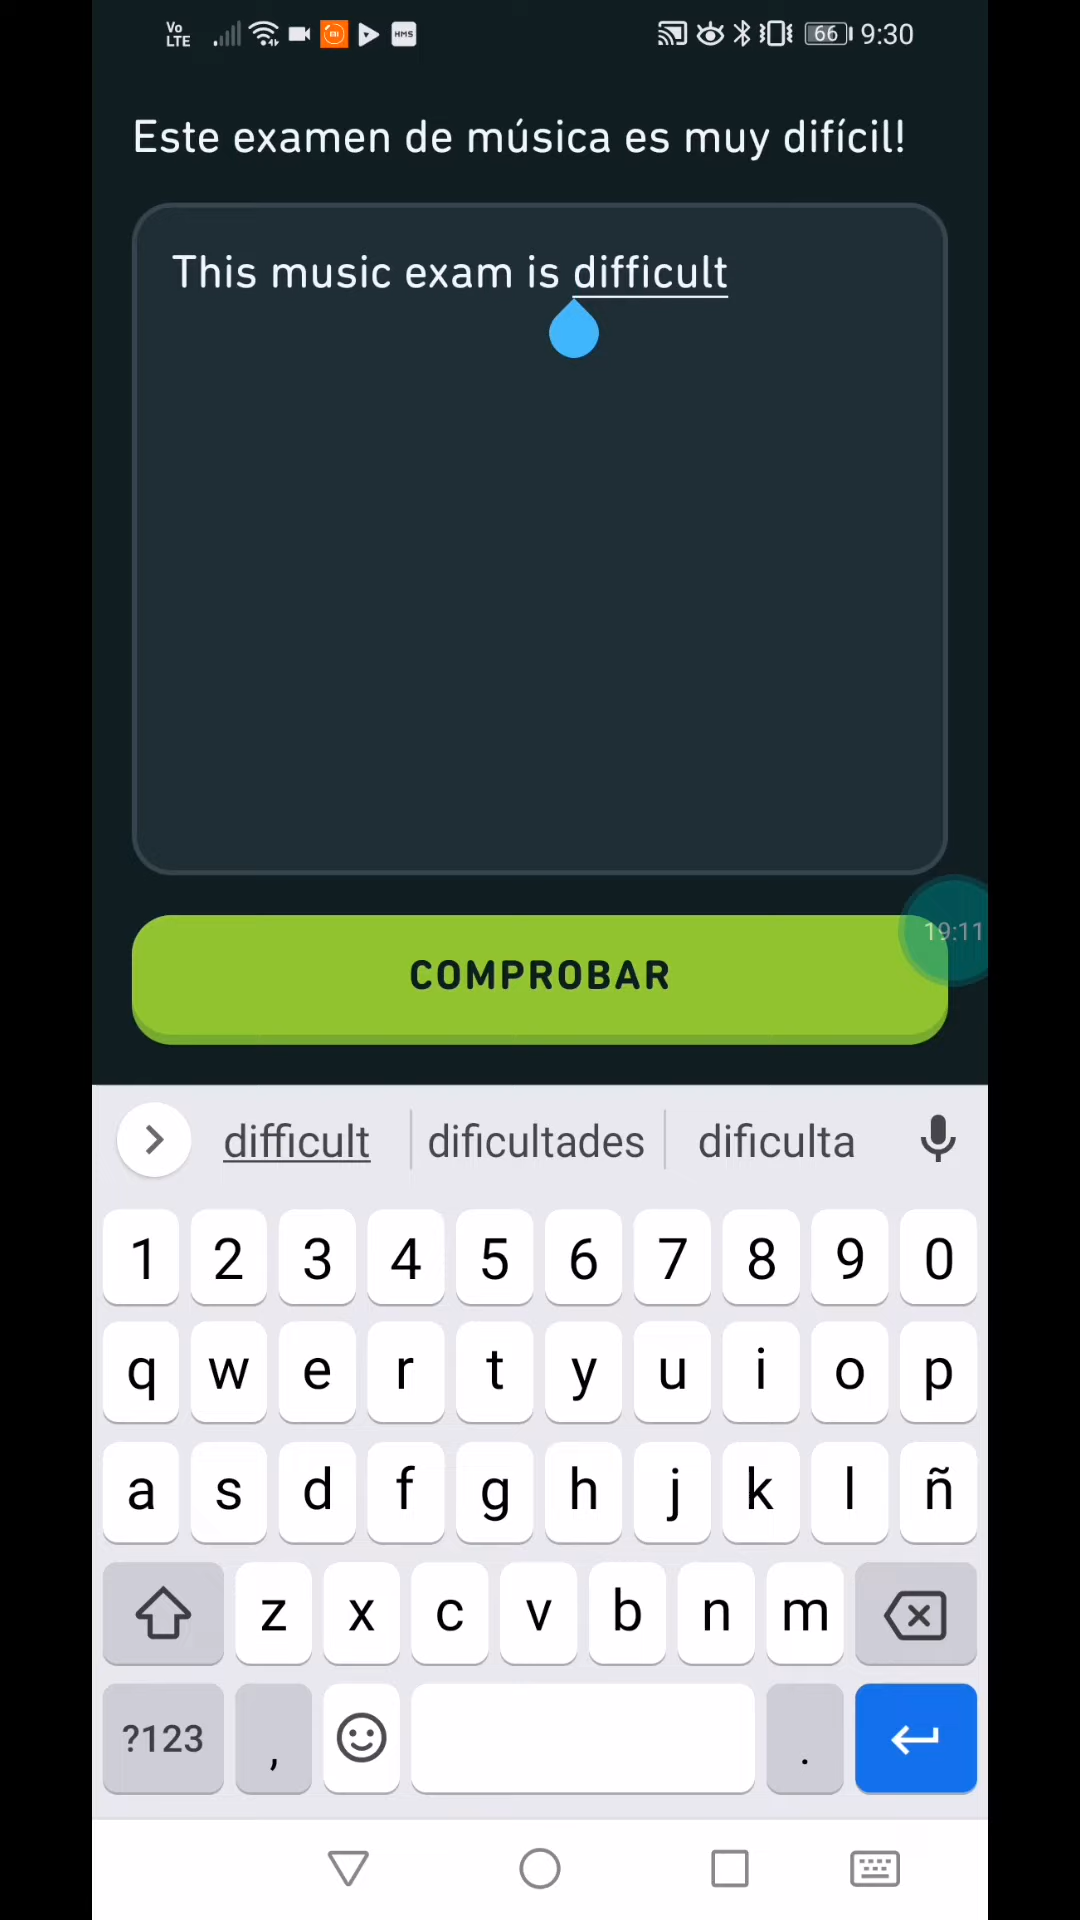 Vo
LTE
HMS
66
9:30
Este examen de música es muy difícil!
This music exam is difficult
19:11
COMPROBAR
difficult dificultades dificulta
1 2 3 4 5 6 7 8 9 0
q w e r t y u i o p
a s d f g h j k l ñ
z x c v b n m
?123 , .